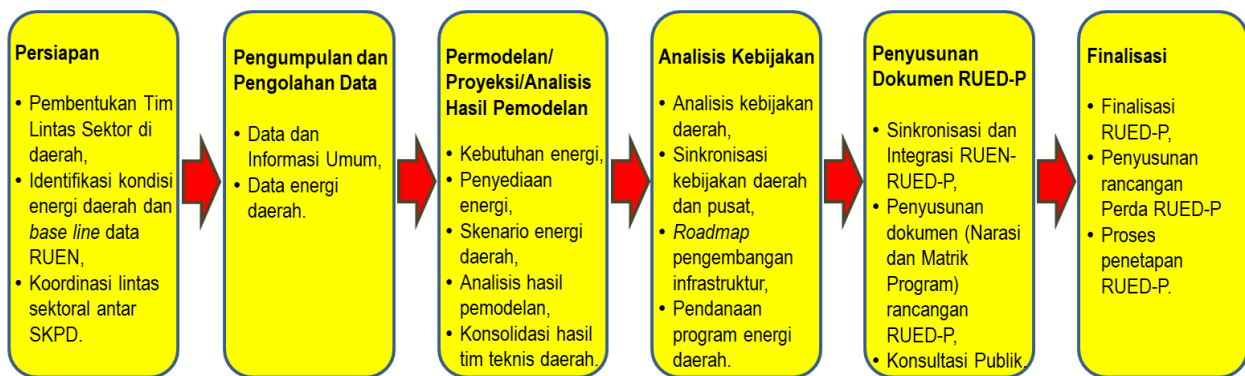 Persiapan
• Pembentukan Tim
Lintas Sektor di
daerah,
• Identifikasi kondisi
energi daerah dan
base line data
RUEN,
• Koordinasi lintas
sektoral antar
SKPD.
Pengumpulan dan
Pengolahan Data
• Data dan
Informasi Umum,
• Data energi
daerah.
Permodelan/
Proyeksi/Analisis
Hasil Pemodelan
• Kebutuhan energi,
• Penyediaan
energi,
• Skenario energi
daerah,
• Analisis hasil
pemodelan,
• Konsolidasi hasil
tim teknis daerah.
Analisis Kebijakan
• Analisis kebijakan
daerah,
• Sinkronisasi
kebijakan daerah
dan pusat,
• Roadmap
pengembangan
infrastruktur,
• Pendanaan
program energi
daerah.
Penyusunan
Dokumen RUED-P
• Sinkronisasi dan
Integrasi RUEN-
RUED-P,
• Penyusunan
dokumen (Narasi
dan Matrik
Program)
rancangan
RUED-P,
• Konsultasi Publik.
Finalisasi
• Finalisasi
RUED-P,
• Penyusunan
rancangan
Perda RUED-P
• Proses
penetapan
RUED-P.